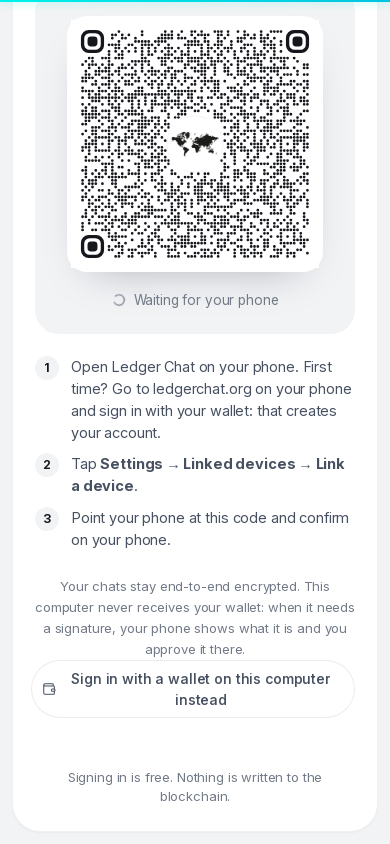 Waiting for your phone
1 Open Ledger Chat on your phone. First
time? Go to ledgerchat.org on your phone
and sign in with your wallet: that creates
your account.
2 Tap Settings → Linked devices → Link
a device.
3 Point your phone at this code and confirm
on your phone.
Your chats stay end-to-end encrypted. This
computer never receives your wallet: when it needs
a signature, your phone shows what it is and you
approve it there.
Sign in with a wallet on this computer
instead
Signing in is free. Nothing is written to the
blockchain.